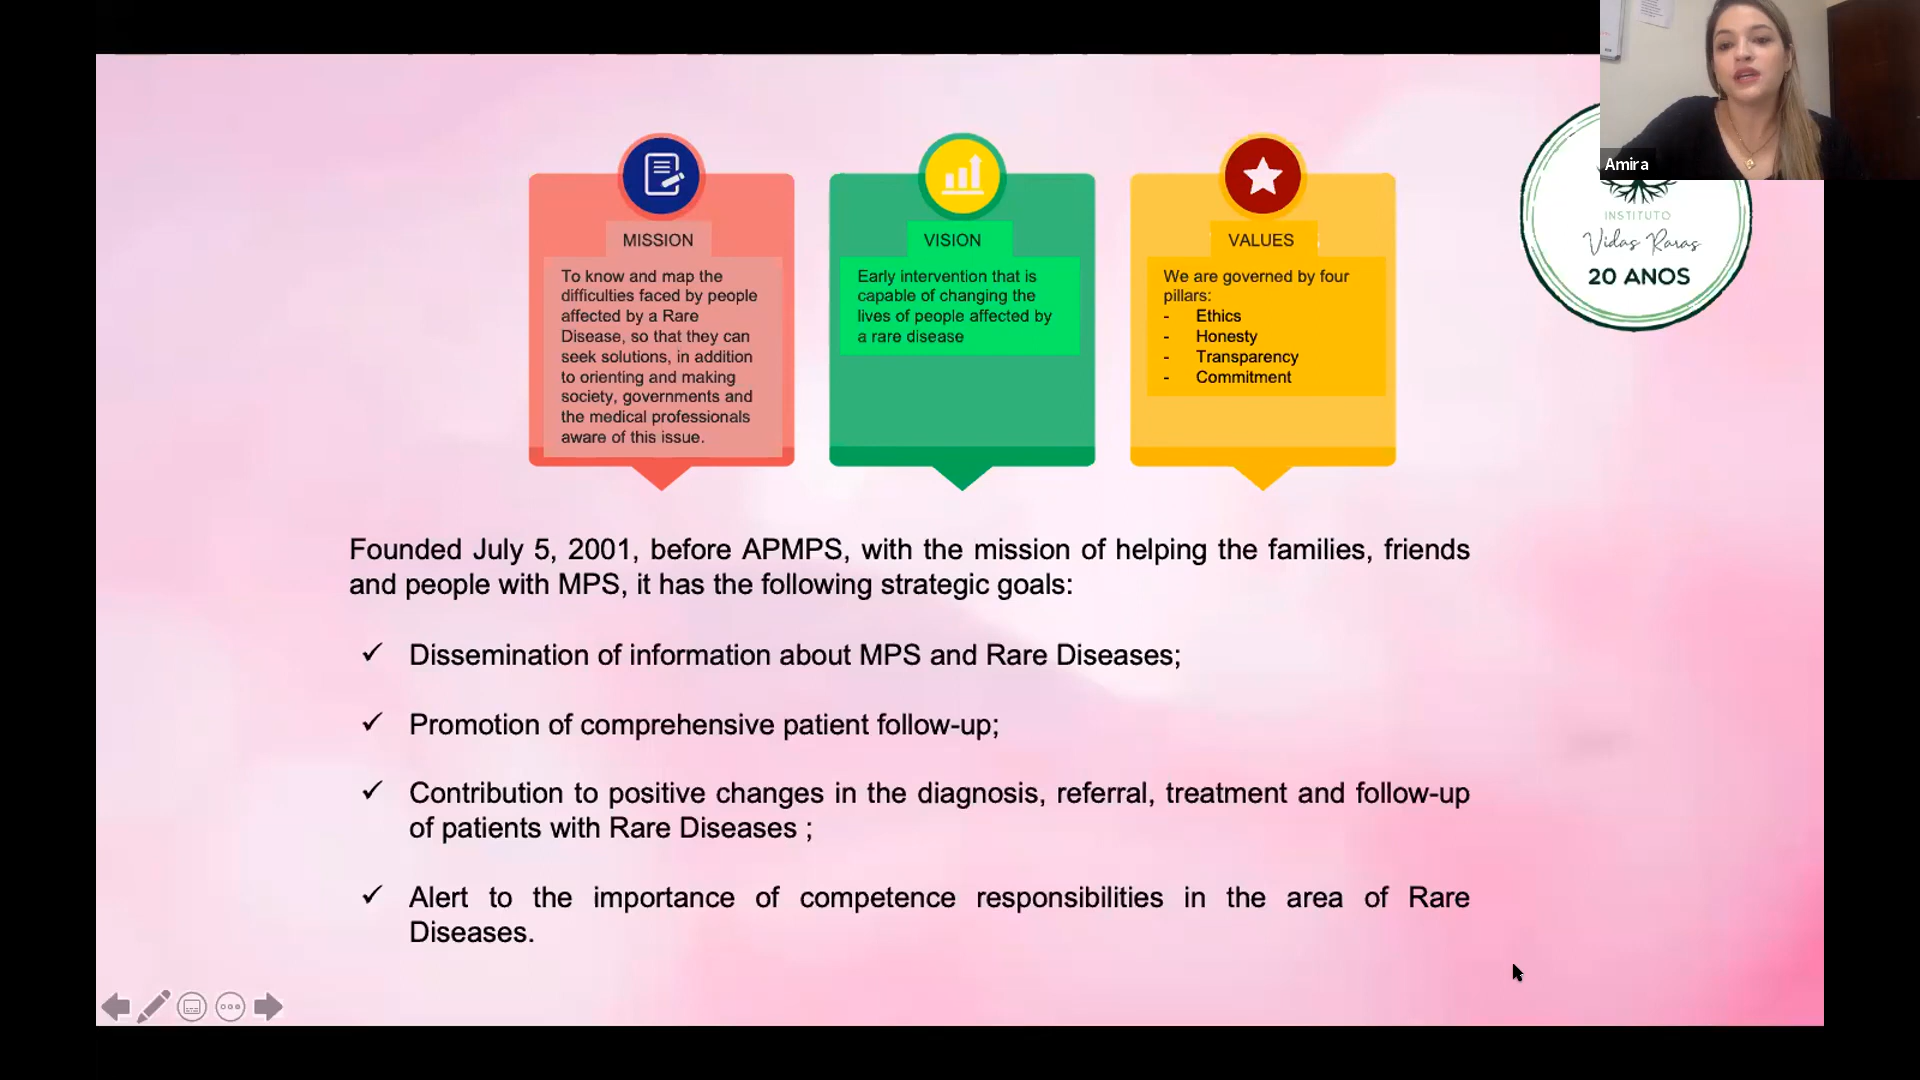 Amira
INSTITUTO
Vidas Raras
20 ANOS
MISSION
To know and map the
difficulties faced by people
affected by a Rare
Disease, so that they can
seek solutions, in addition
to orienting and making
society, governments and
the medical professionals
aware of this issue.
VISION
Early intervention that is
capable of changing the
lives of people affected by
a rare disease
VALUES
We are governed by four
pillars:
- Ethics
- Honesty
- Transparency
- Commitment
Founded July 5, 2001, before APMPS, with the mission of helping the families, friends
and people with MPS, it has the following strategic goals:
✓ Dissemination of information about MPS and Rare Diseases;
✓ Promotion of comprehensive patient follow-up;
✓ Contribution to positive changes in the diagnosis, referral, treatment and follow-up
of patients with Rare Diseases ;
✓ Alert to the importance of competence responsibilities in the area of Rare
Diseases.